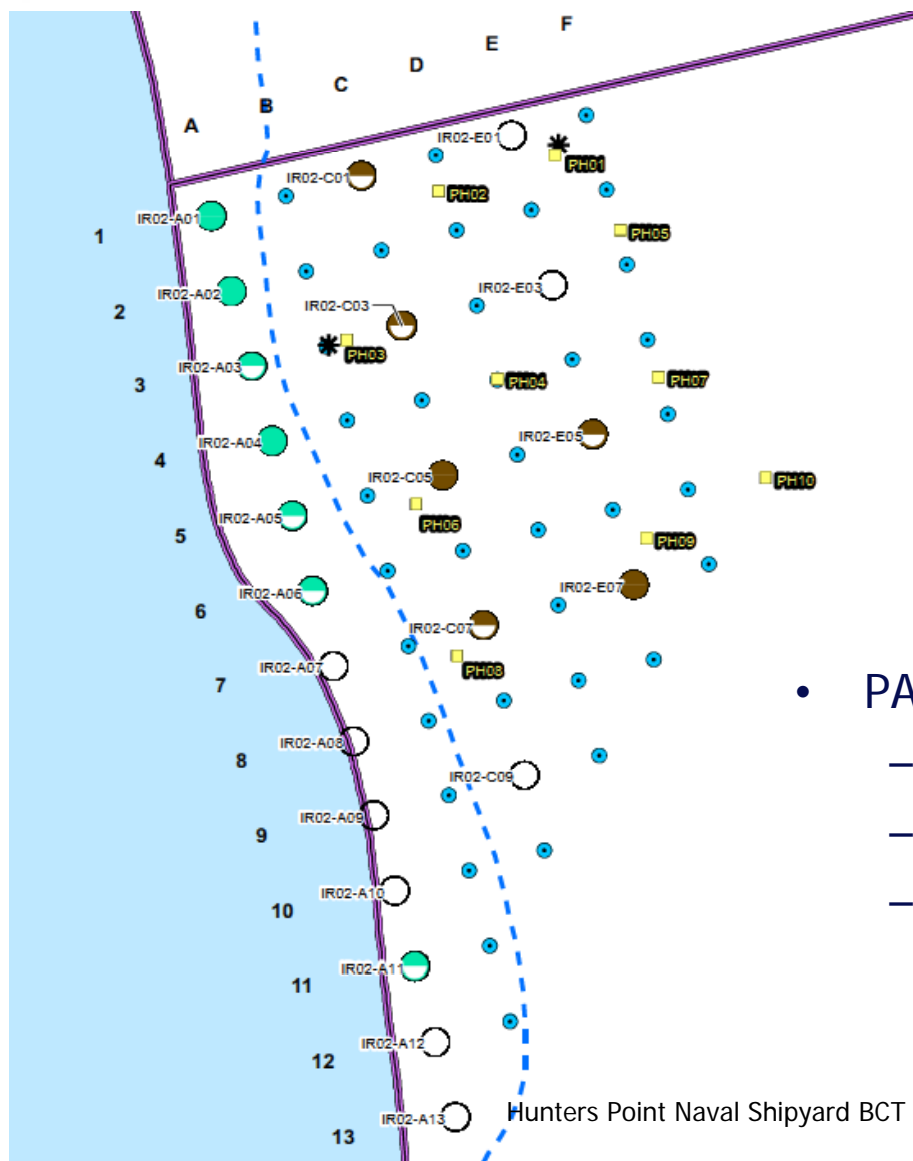 F
E
D
C
B
A
IR02-E01
PH01
IR02-C01
PH02
IR02-A01
1
PH05
IR02-A02
IR02-E03
2
IR02-C03
PH03
IR02-A03
PH04
PH07
3
IR02-A04
IR02-E05
4
IR02-C05
PH10
IR02-A05
PH06
5
PH09
IR02-A06
IR02-E07
6
IR02-C07
IR02-A07
PH08
7
• PA
–
IR02-A08
8
IR02-C09
IR02-A09
–
9
IR02-A10
–
10
IR02-A11
11
IR02-A12
12
IR02-A13
Hunters Point Naval Shipyard BCT
13